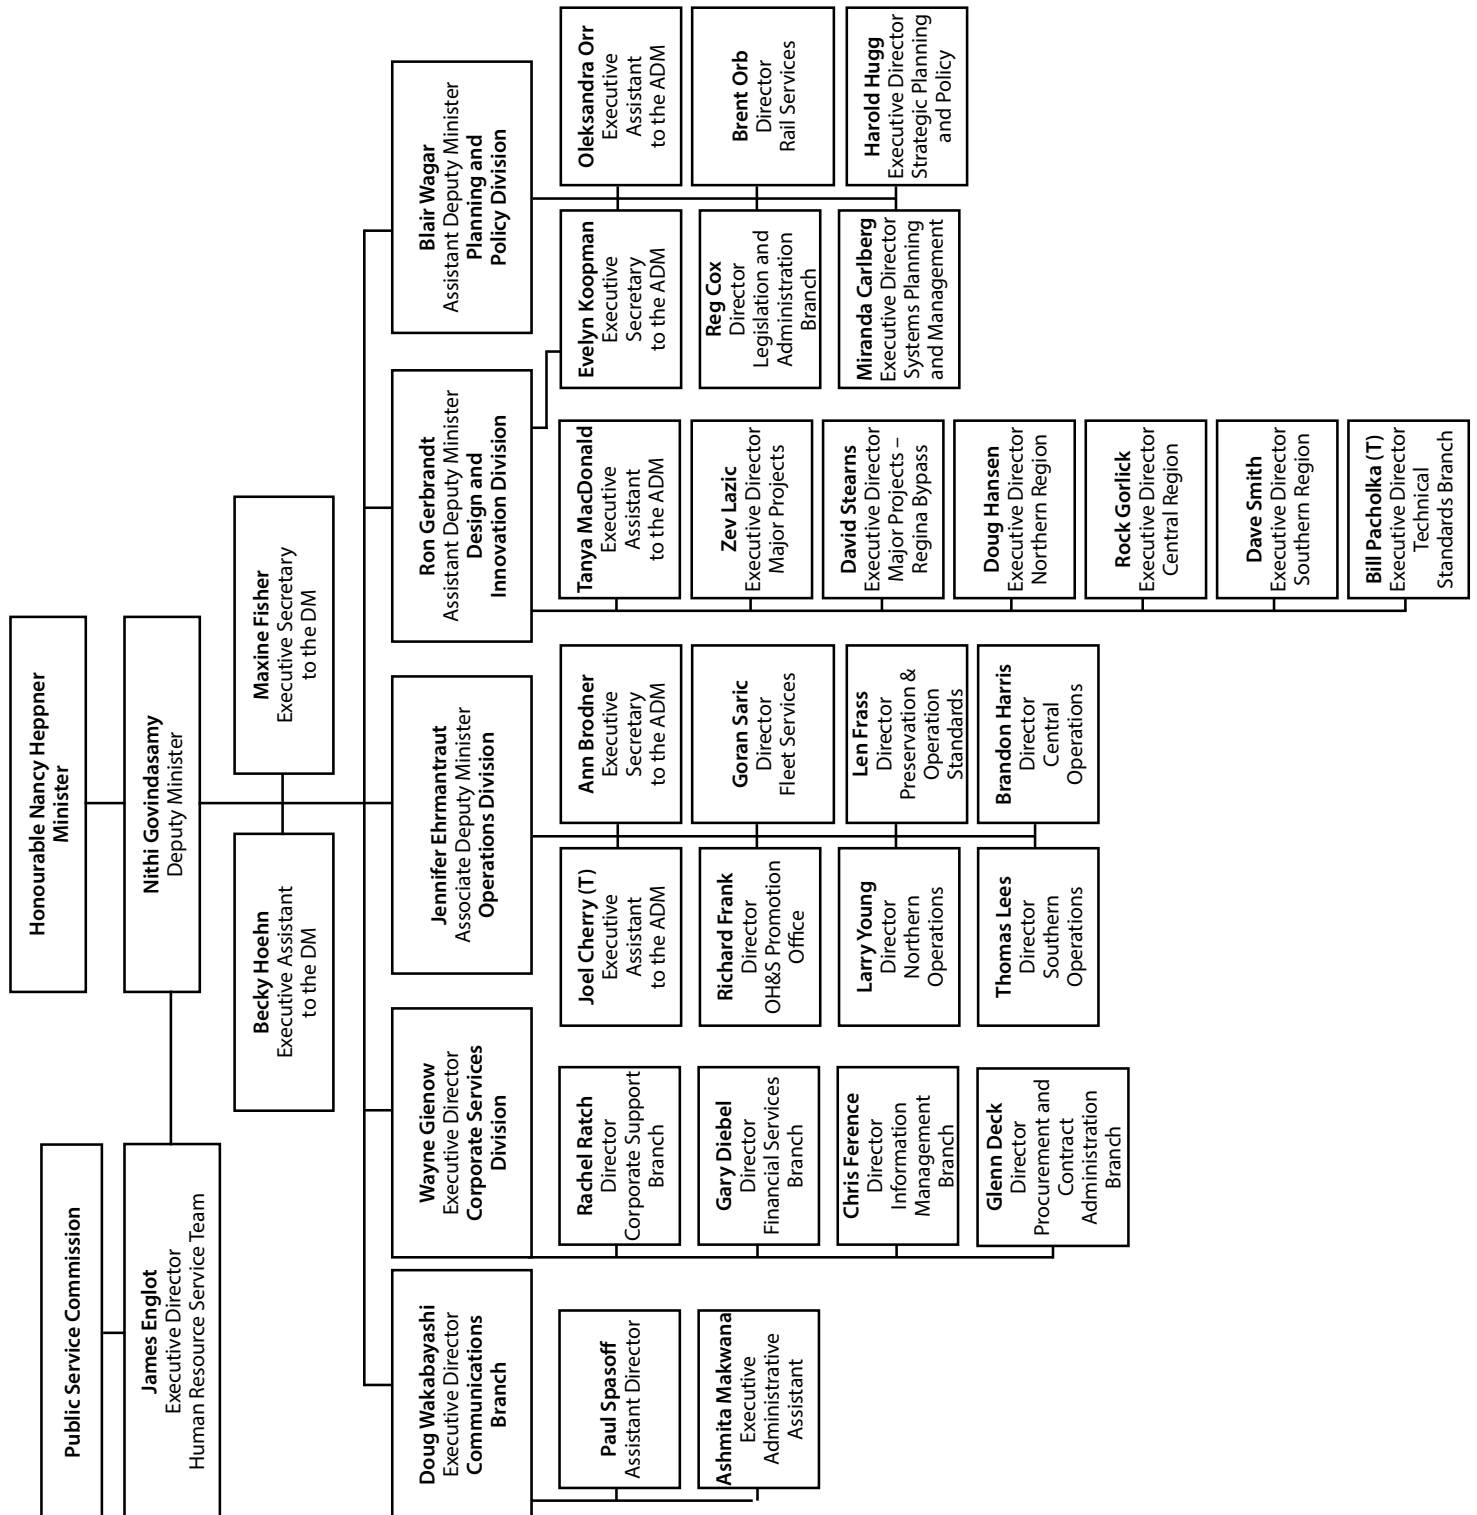 Honourable Nancy Heppner
Minister
Public Service Commission
James Englot
Executive Director
Human Resource Service Team
Nithi Govindasamy
Deputy Minister
Becky Hoehn
Executive Assistant
to the DM
Maxine Fisher
Executive Secretary
to the DM
Doug Wakabayashi
Executive Director
Communications
Branch
Paul Spasoff
Assistant Director
Ashmita Makwana
Executive
Administrative
Assistant
Wayne Gienow
Executive Director
Corporate Services
Division
Rachel Ratch
Director
Corporate Support
Branch
Gary Diebel
Director
Financial Services
Branch
Chris Ference
Director
Information
Management
Branch
Glenn Deck
Director
Procurement and
Contract
Administration
Branch
Jennifer Ehrmantraut
Associate Deputy Minister
Operations Division
Joel Cherry (T)
Executive
Assistant
to the ADM
Ann Brodner
Executive
Secretary
to the ADM
Richard Frank
Director
OH&S Promotion
Office
Goran Saric
Director
Fleet Services
Larry Young
Director
Northern
Operations
Len Frass
Director
Preservation &
Operation
Standards
Thomas Lees
Director
Southern
Operations
Brandon Harris
Director
Central
Operations
Ron Gerbrandt
Assistant Deputy Minister
Design and
Innovation Division
Tanya MacDonald
Executive
Assistant
to the ADM
Zev Lazic
Executive Director
Major Projects
David Stearns
Executive Director
Major Projects –
Regina Bypass
Doug Hansen
Executive Director
Northern Region
Rock Gorlick
Executive Director
Central Region
Dave Smith
Executive Director
Southern Region
Bill Pacholka (T)
Executive Director
Technical
Standards Branch
Blair Wagar
Assistant Deputy Minister
Planning and
Policy Division
Evelyn Koopman
Executive
Secretary
to the ADM
Oleksandra Orr
Executive
Assistant
to the ADM
Reg Cox
Director
Legislation and
Administration
Branch
Brent Orb
Director
Rail Services
Miranda Carlberg
Executive Director
Systems Planning
and Management
Harold Hugg
Executive Director
Strategic Planning
and Policy